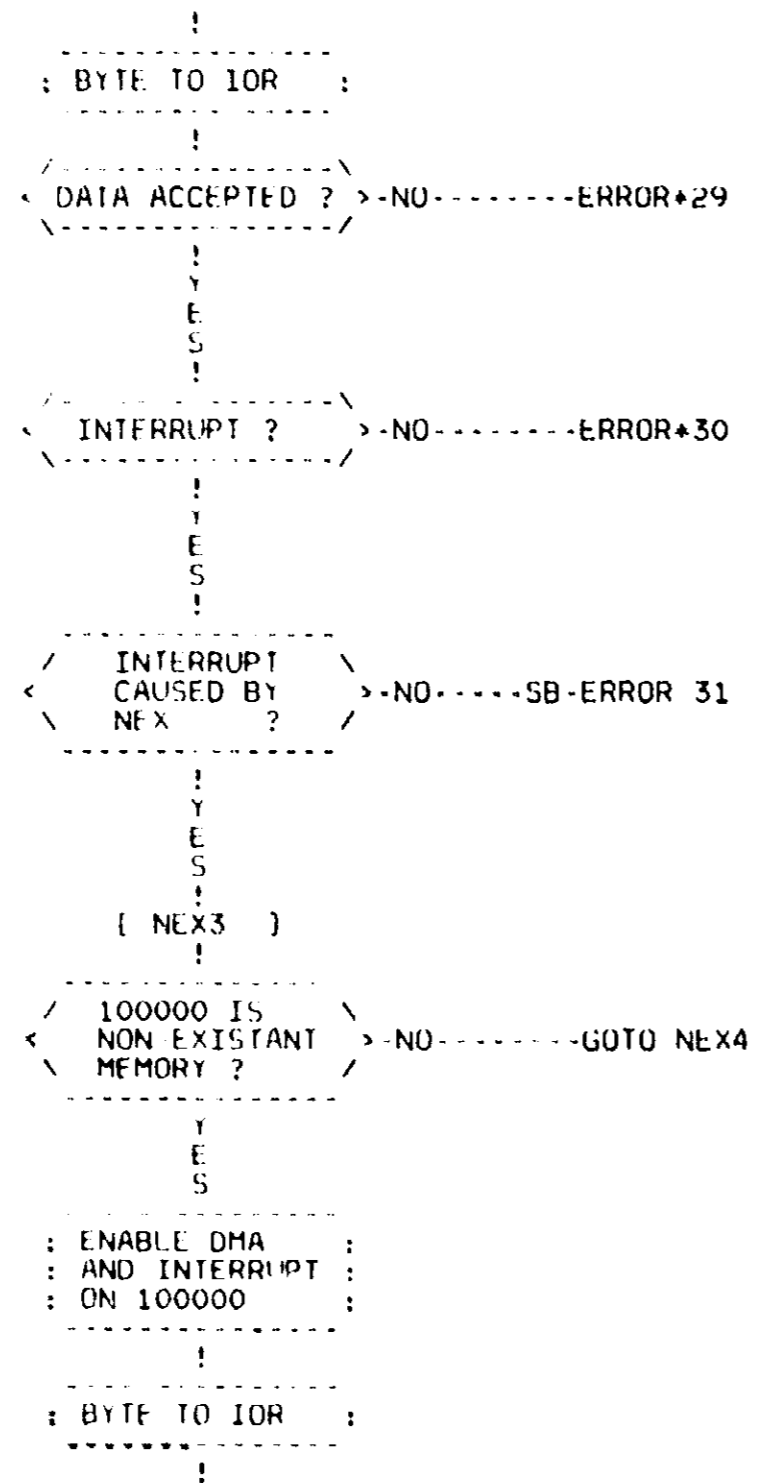 !
- - - - - - - - - - - - - - -
: BYTE TO IOR :
- - - - - - - - - - - - - - -
!
/- - - - - - - - - - - - - - -\
< DATA ACCEPTED ? >-NO--------ERROR*29
\- - - - - - - - - - - - - - -/
!
Y
E
S
!
/- - - - - - - - - - - - - - -\
< INTERRUPT ? >-NO--------ERROR*30
\- - - - - - - - - - - - - - -/
!
Y
E
S
!
- - - - - - - - - - - - - - -
/ INTERRUPT \
< CAUSED BY >-NO-----SB-ERROR 31
\ NEX ? /
- - - - - - - - - - - - - - -
!
Y
E
S
!
[ NEX3 ]
!
- - - - - - - - - - - - - - -
/ 100000 IS \
< NON EXISTANT >-NO--------GOTO NEX4
\ MEMORY ? /
- - - - - - - - - - - - - - -
Y
E
S
- - - - - - - - - - - - - - -
: ENABLE DMA :
: AND INTERRUPT :
: ON 100000 :
- - - - - - - - - - - - - - -
!
- - - - - - - - - - - - - - -
: BYTE TO IOR :
- - - - - - - - - - - - - - -
!